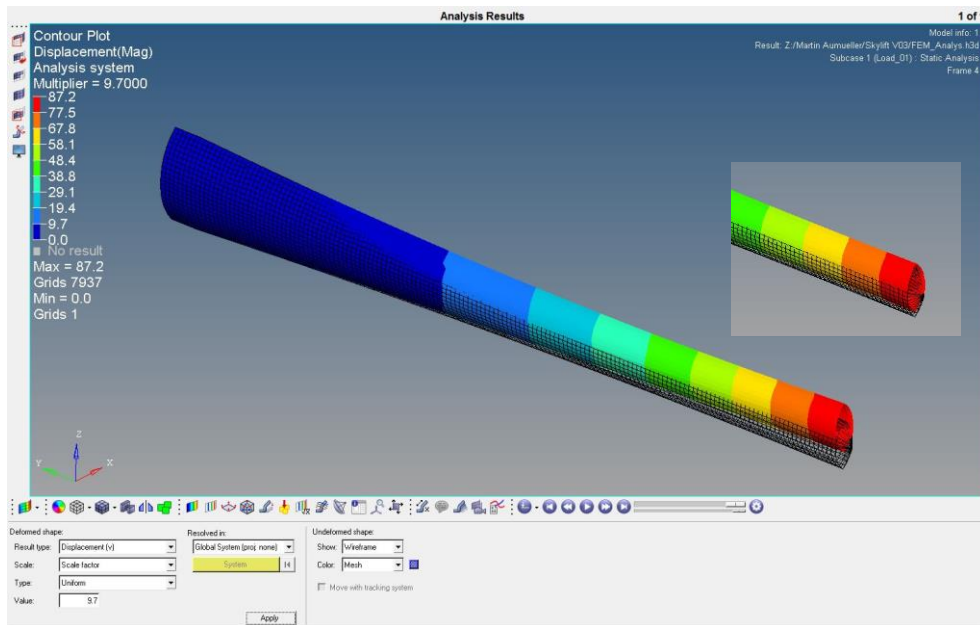 Analysis Results
1 of
Contour Plot
Displacement(Mag)
Analysis system
Multiplier = 9.7000
87.2
77.5
67.8
58.1
48.4
38.8
29.1
19.4
9.7
0.0
No result
Max = 87.2
Grids 7937
Min = 0.0
Grids 1
Model info: 1
Result: Z:/Martin Aumueller/Skylift V03/FEM_Analys.h3d
Subcase 1 (Load_01) : Static Analysis
Frame 4
Z
Y
X
Deformed shape:
Result type: Displacement (v)
Scale: Scale factor
Type: Uniform
Value: 9.7
Resolved in:
Global System (proj: none)
System
Apply
Undeformed shape:
Show: Wireframe
Color: Mesh
Move with tracking system